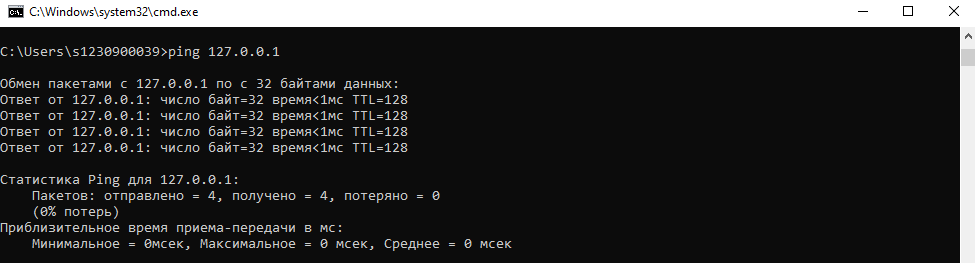 C:\Windows\system32\cmd.exe
C:\Users\s1230900039>ping 127.0.0.1
Обмен пакетами с 127.0.0.1 по с 32 байтами данных:
Ответ от 127.0.0.1: число байт=32 время<1мс TTL=128
Ответ от 127.0.0.1: число байт=32 время<1мс TTL=128
Ответ от 127.0.0.1: число байт=32 время<1мс TTL=128
Ответ от 127.0.0.1: число байт=32 время<1мс TTL=128
Статистика Ping для 127.0.0.1:
Пакетов: отправлено = 4, получено = 4, потеряно = 0
(0% потерь)
Приблизительное время приема-передачи в мс:
Минимальное = 0мсек, Максимальное = 0 мсек, Среднее = 0 мсек